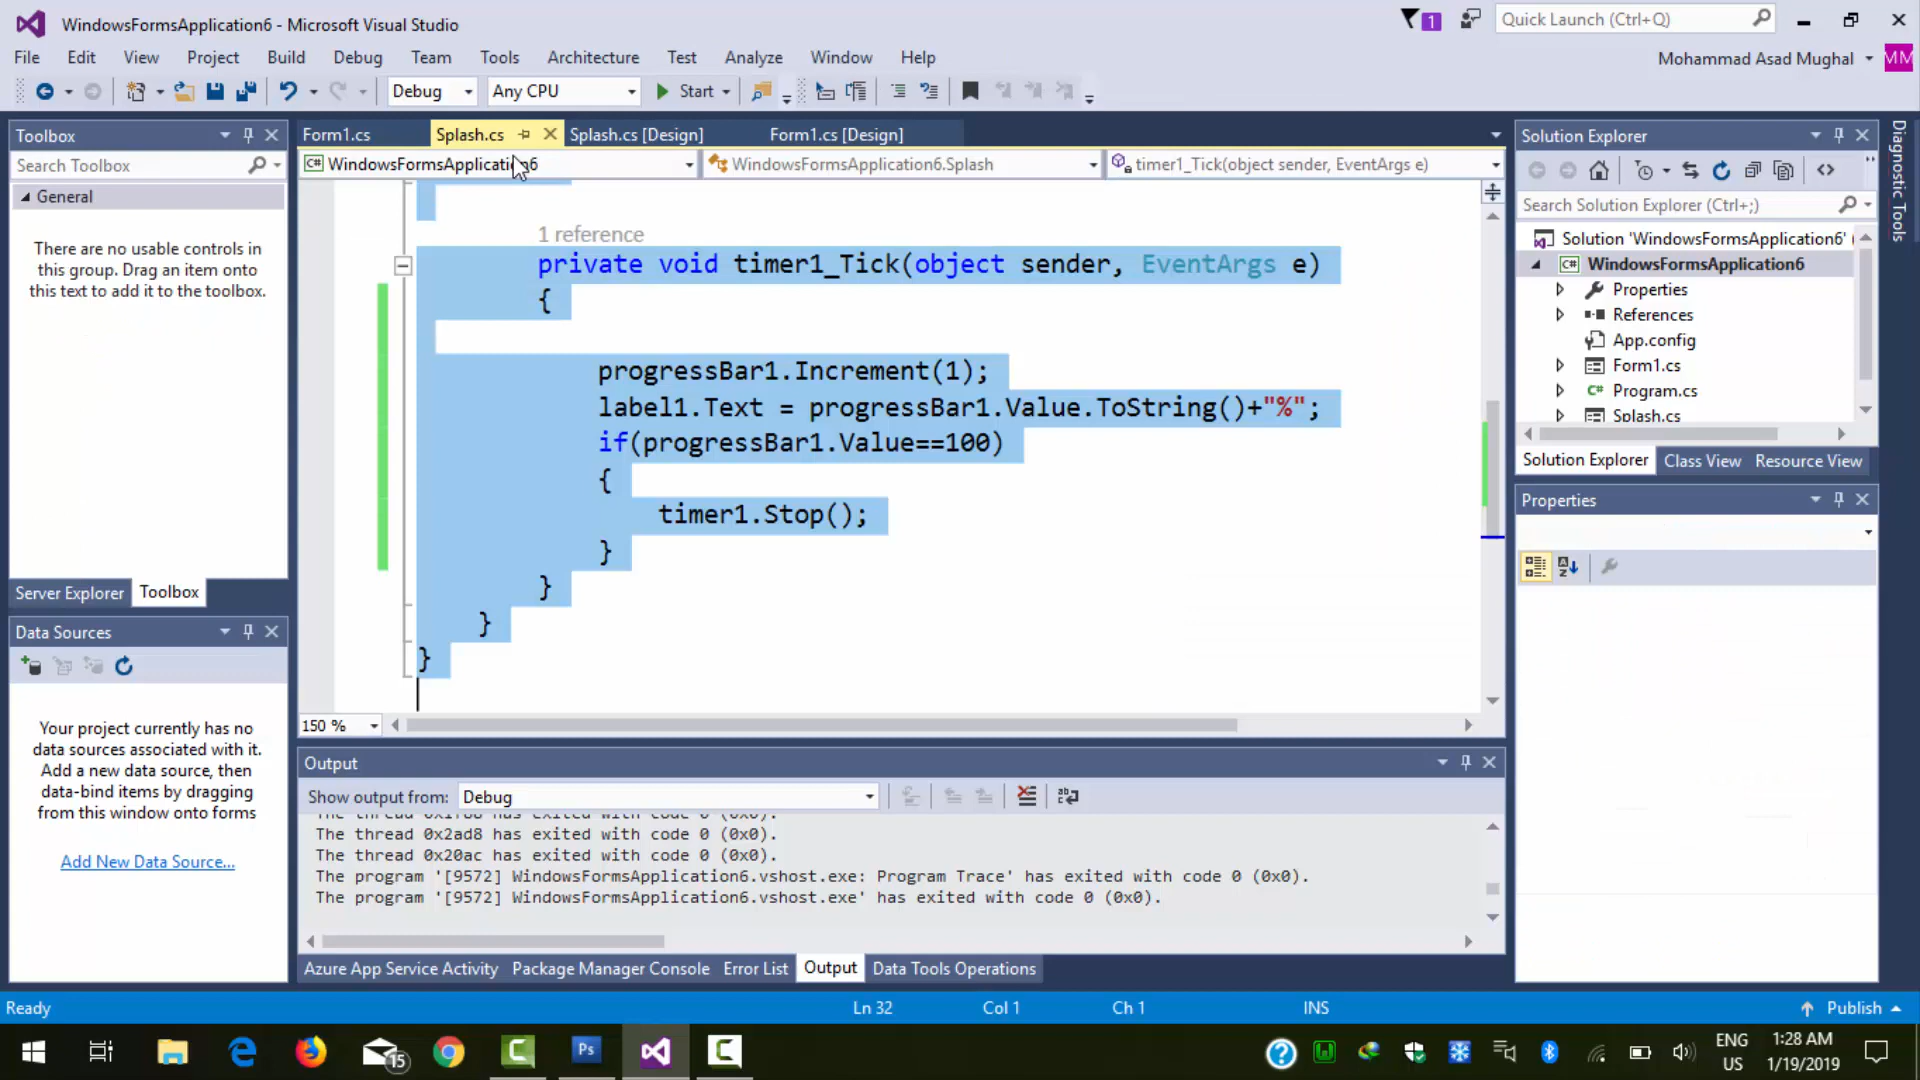 WindowsFormsApplication6 - Microsoft Visual Studio
1
Quick Launch (Ctrl+Q)
File Edit View Project Build Debug Team Tools Architecture Test Analyze Window Help
Mohammad Asad Mughal
MM
Debug Any CPU Start
Toolbox
Search Toolbox
General
There are no usable controls in
this group. Drag an item onto
this text to add it to the toolbox.
Server Explorer Toolbox
Data Sources
Your project currently has no
data sources associated with it.
Add a new data source, then
data-bind items by dragging
from this window onto forms
Add New Data Source...
Form1.cs Splash.cs Splash.cs [Design] Form1.cs [Design]
C# WindowsFormsApplication6 WindowsFormsApplication6.Splash timer1_Tick(object sender, EventArgs e)
1 reference
private void timer1_Tick(object sender, EventArgs e)
{
progressBar1.Increment(1);
label1.Text = progressBar1.Value.ToString()+"%";
if(progressBar1.Value==100)
{
timer1.Stop();
}
}
}
}
150 %
Output
Show output from: Debug
The thread 0x2ad8 has exited with code 0 (0x0).
The thread 0x20ac has exited with code 0 (0x0).
The program '[9572] WindowsFormsApplication6.vshost.exe: Program Trace' has exited with code 0 (0x0).
The program '[9572] WindowsFormsApplication6.vshost.exe' has exited with code 0 (0x0).
Azure App Service Activity Package Manager Console Error List Output Data Tools Operations
Solution Explorer
Search Solution Explorer (Ctrl+;)
Solution 'WindowsFormsApplication6' (
C# WindowsFormsApplication6
Properties
References
App.config
Form1.cs
C# Program.cs
Splash.cs
Solution Explorer Class View Resource View
Properties
Diagnostic Tools
Ready Ln 32 Col 1 Ch 1 INS Publish
15
Ps
ENG
US
1:28 AM
1/19/2019